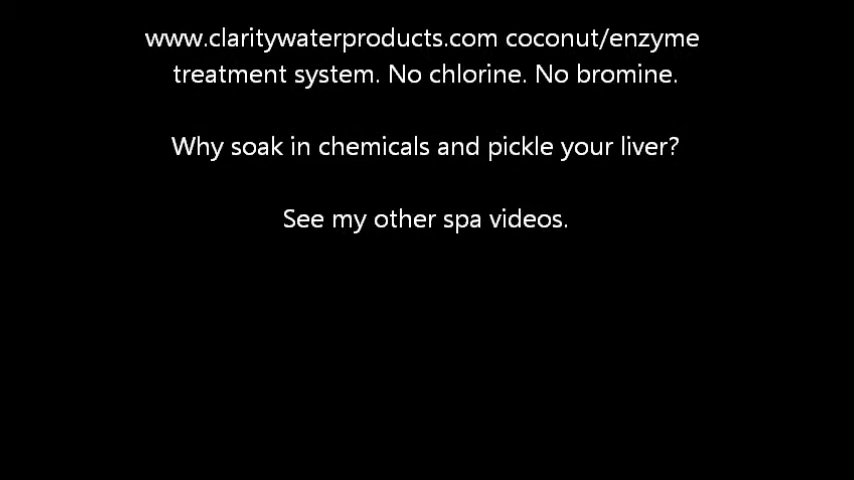 www.claritywaterproducts.com coconut/enzyme
treatment system. No chlorine. No bromine.
Why soak in chemicals and pickle your liver?
See my other spa videos.